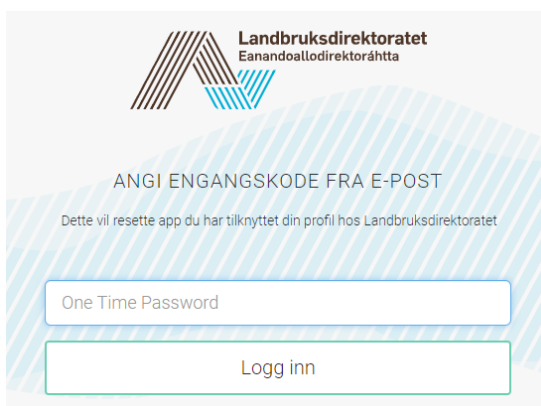 Landbruksdirektoratet
Eanandoallodirektoráhtta
ANGI ENGANGSKODE FRA E-POST
Dette vil resette app du har tilknyttet din profil hos Landbruksdirektoratet
One Time Password
Logg inn